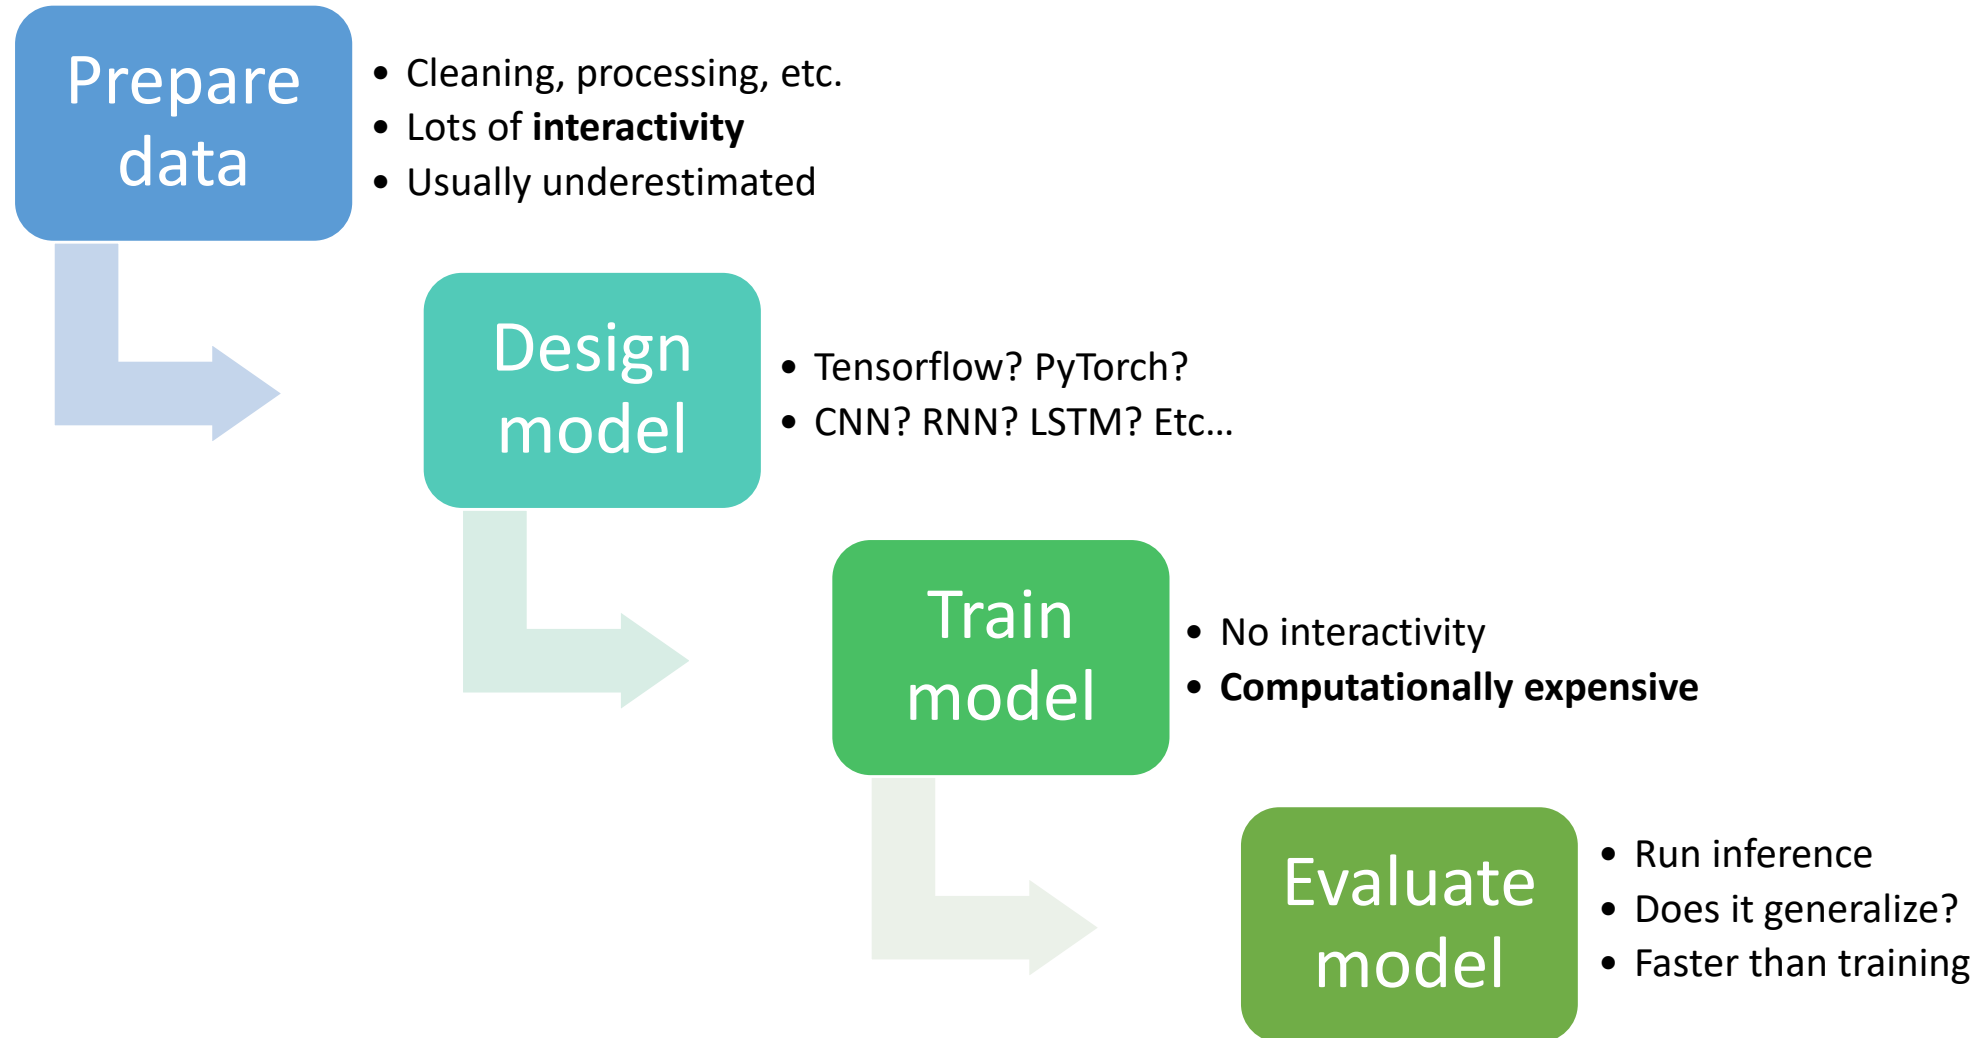 Prepare
data
• Cleaning, processing, etc.
• Lots of interactivity
• Usually underestimated
Design
model
• Tensorflow? PyTorch?
• CNN? RNN? LSTM? Etc…
Train
model
• No interactivity
• Computationally expensive
Evaluate
model
• Run inference
• Does it generalize?
• Faster than training